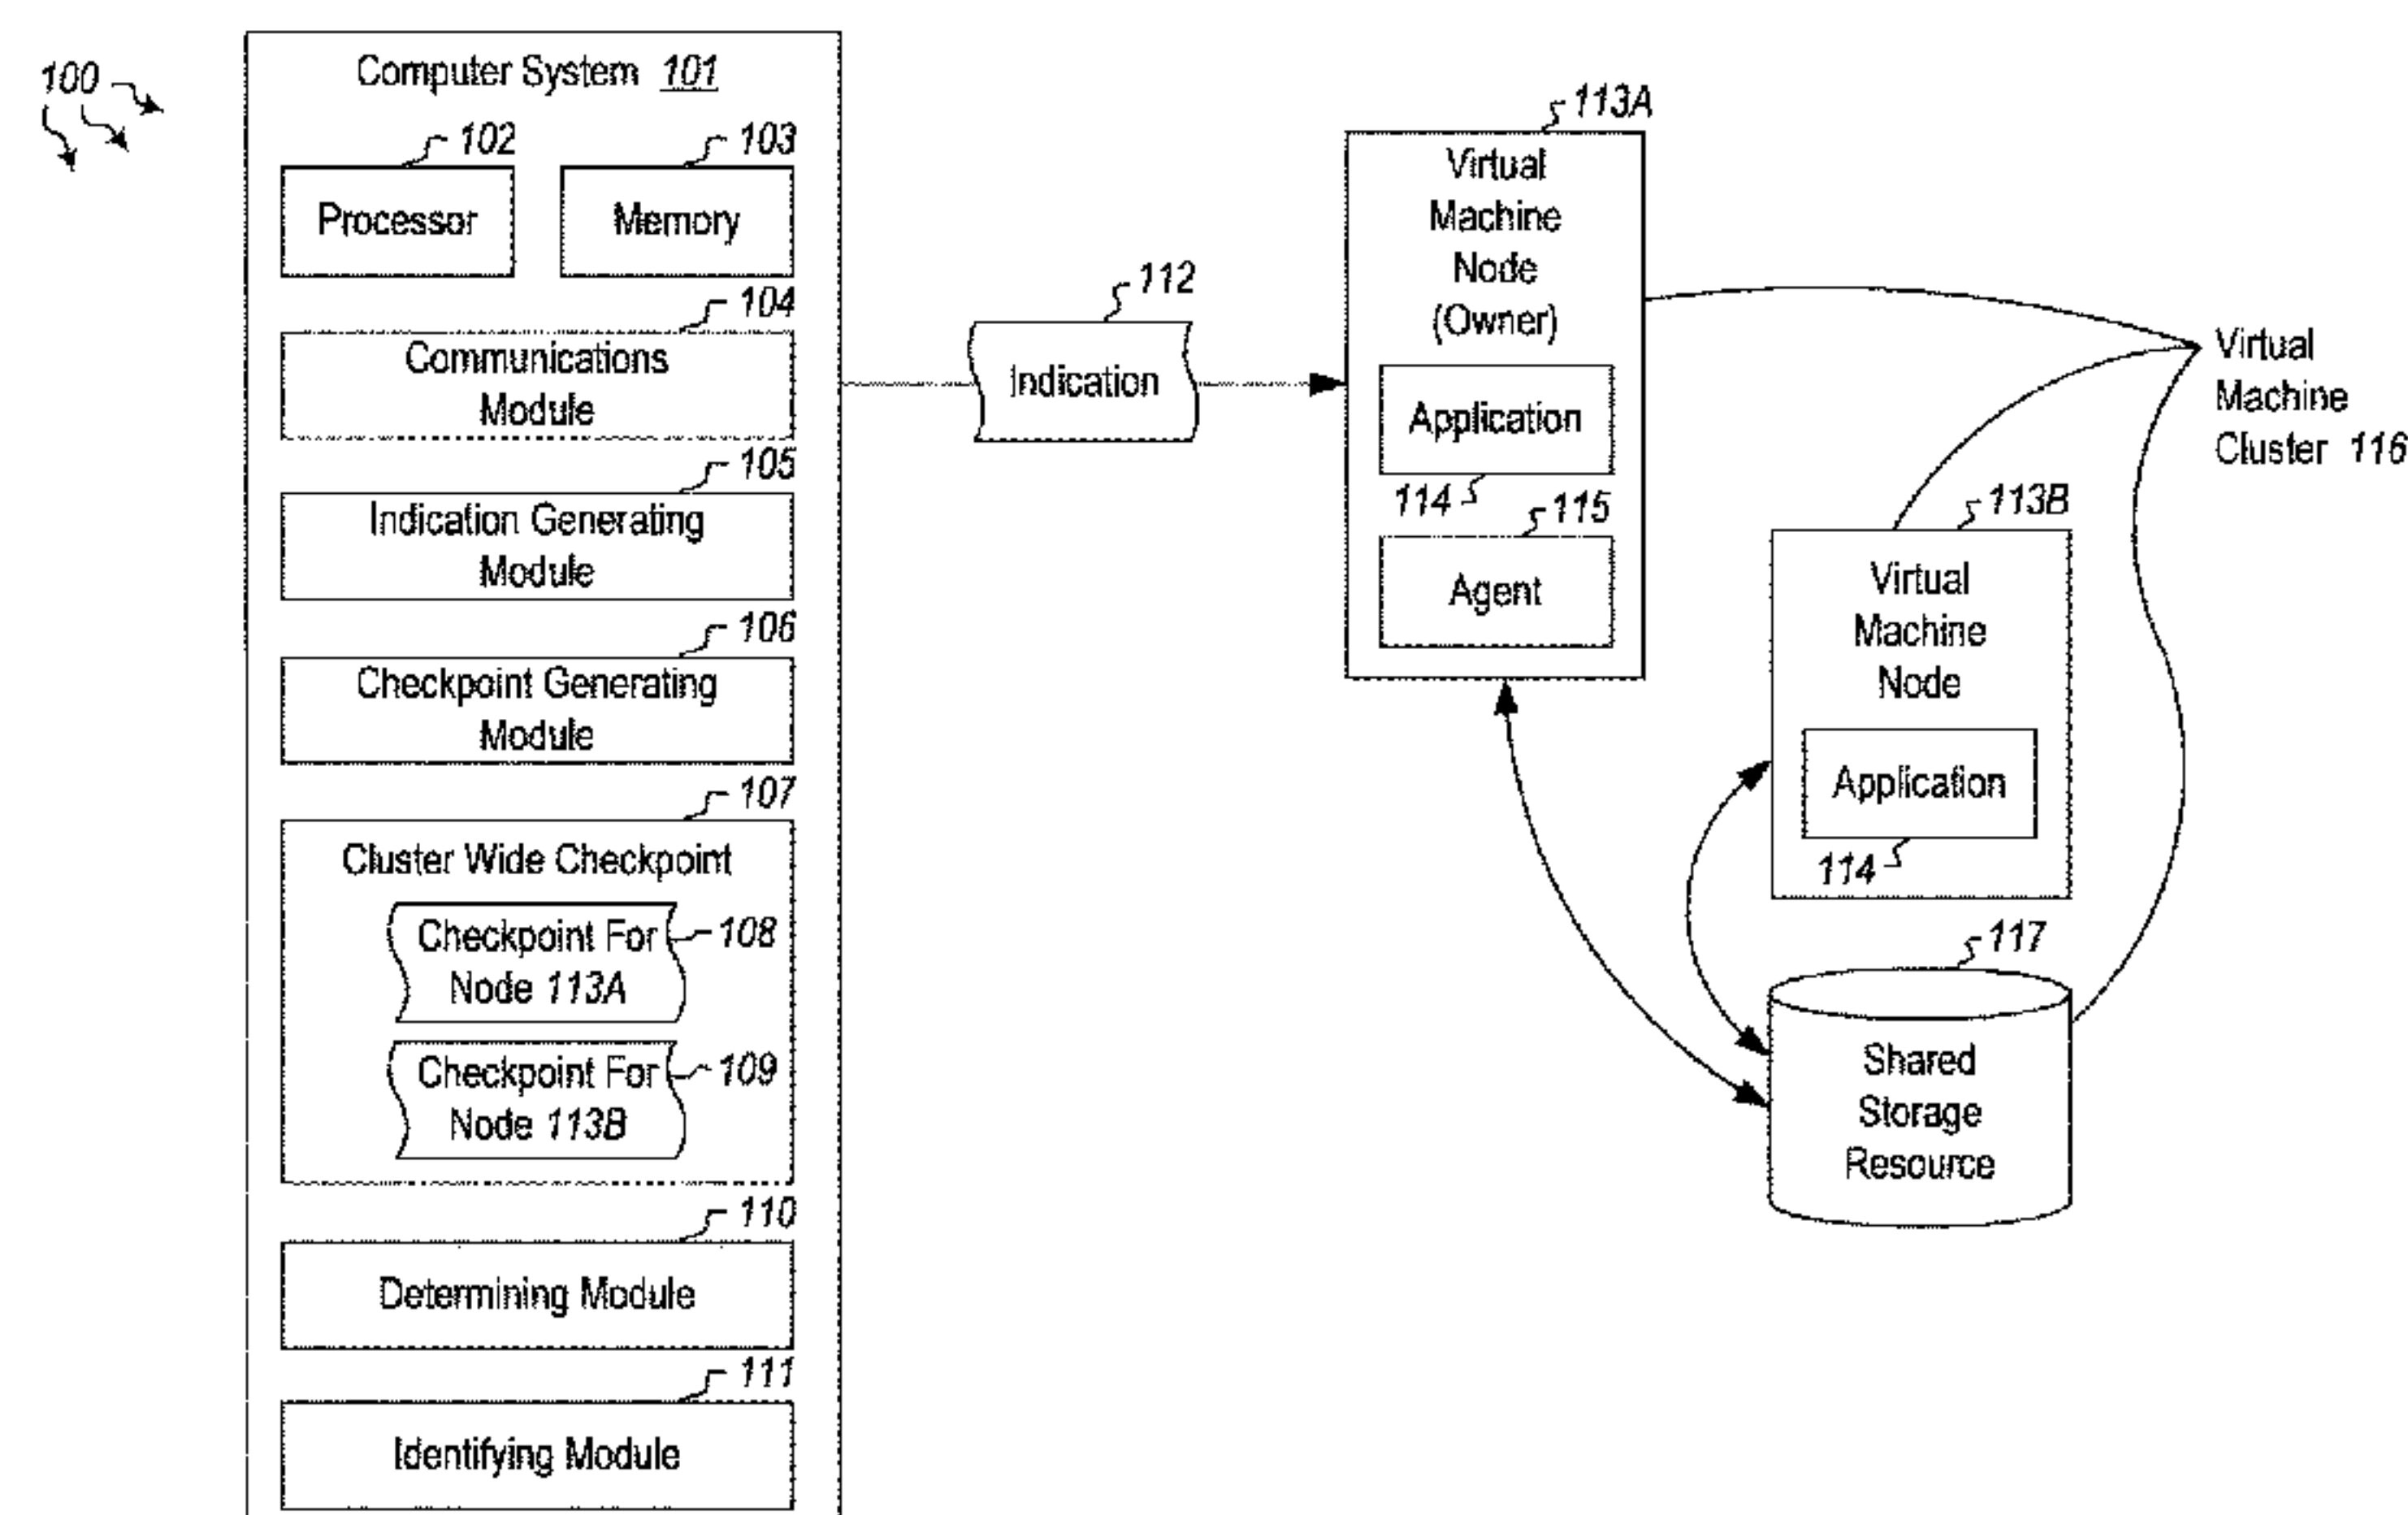 100
Computer System 101
102
103
Processor
Memory
104
Communications
Module
105
Indication Generating
Module
106
Checkpoint Generating
Module
107
Cluster Wide Checkpoint
Checkpoint For
Node 113A
108
Checkpoint For
Node 113B
109
110
Determining Module
111
Identifying Module
112
Indication
113A
Virtual
Machine
Node
(Owner)
Application
114
115
Agent
Virtual
Machine
Cluster 116
113B
Virtual
Machine
Node
Application
114
117
Shared
Storage
Resource